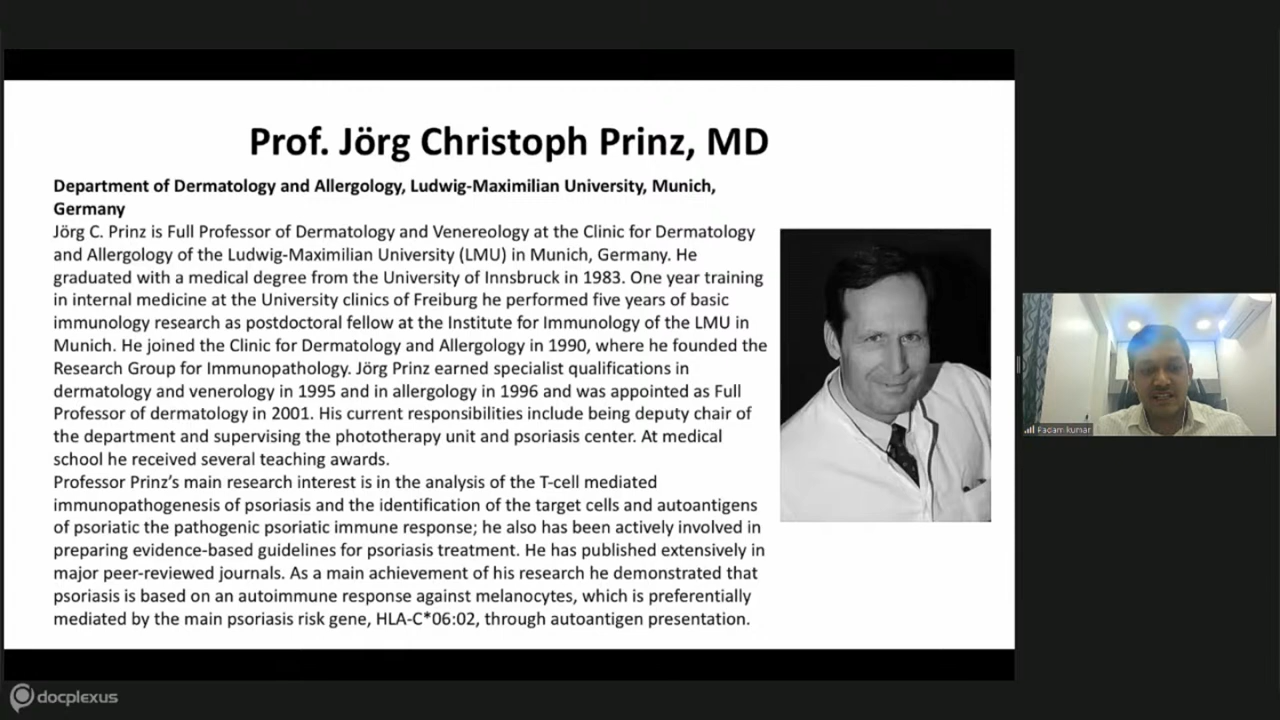 Prof. Jörg Christoph Prinz, MD
Department of Dermatology and Allergology, Ludwig-Maximilian University, Munich,
Germany
Jörg C. Prinz is Full Professor of Dermatology and Venereology at the Clinic for Dermatology
and Allergology of the Ludwig-Maximilian University (LMU) in Munich, Germany. He
graduated with a medical degree from the University of Innsbruck in 1983. One year training
in internal medicine at the University clinics of Freiburg he performed five years of basic
immunology research as postdoctoral fellow at the Institute for Immunology of the LMU in
Munich. He joined the Clinic for Dermatology and Allergology in 1990, where he founded the
Research Group for Immunopathology. Jörg Prinz earned specialist qualifications in
dermatology and venerology in 1995 and in allergology in 1996 and was appointed as Full
Professor of dermatology in 2001. His current responsibilities include being deputy chair of
the department and supervising the phototherapy unit and psoriasis center. At medical
school he received several teaching awards.
Professor Prinz's main research interest is in the analysis of the T-cell mediated
immunopathogenesis of psoriasis and the identification of the target cells and autoantigens
of psoriatic the pathogenic psoriatic immune response; he also has been actively involved in
preparing evidence-based guidelines for psoriasis treatment. He has published extensively in
major peer-reviewed journals. As a main achievement of his research he demonstrated that
psoriasis is based on an autoimmune response against melanocytes, which is preferentially
mediated by the main psoriasis risk gene, HLA-C*06:02, through autoantigen presentation.
Padam kumar
docplexus